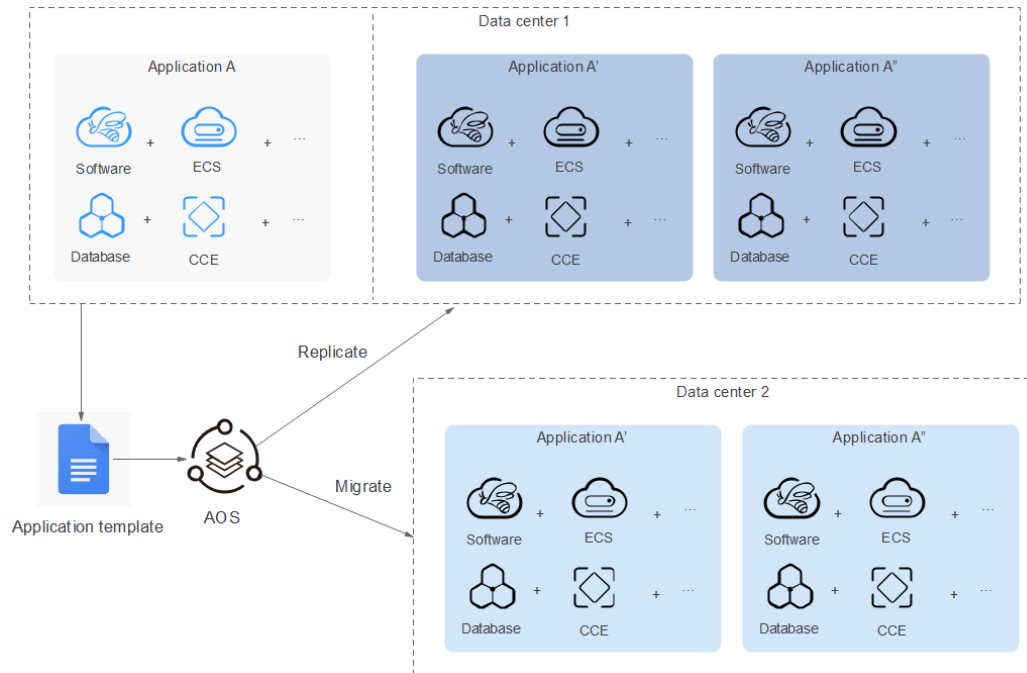 Data center 1
Application A
Software + ECS + ...
Database + CCE + ...
Application A'
Software + ECS + ...
Database + CCE + ...
Application A"
Software + ECS + ...
Database + CCE + ...
Replicate
Application template
AOS
Migrate
Data center 2
Application A'
Software + ECS + ...
Database + CCE + ...
Application A"
Software + ECS + ...
Database + CCE + ...